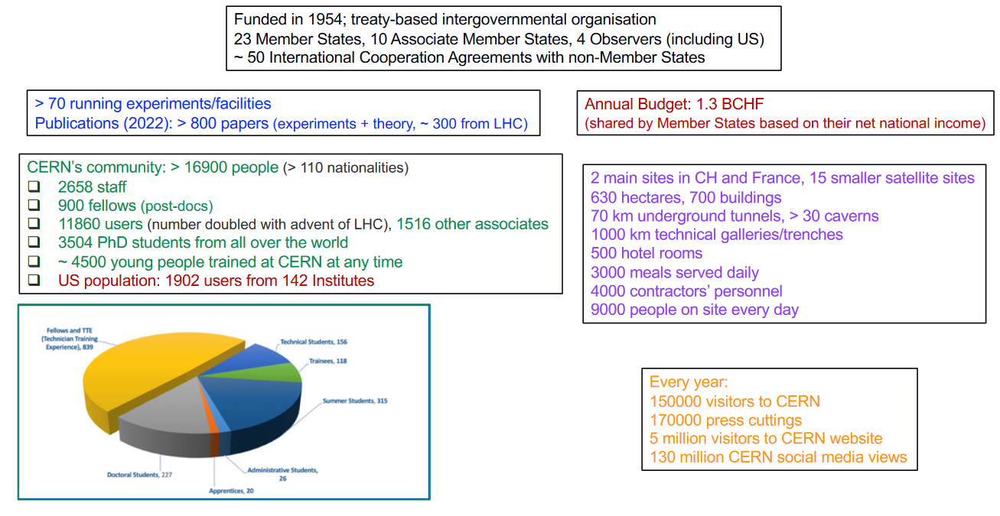 Funded in 1954; treaty-based intergovernmental organisation
23 Member States, 10 Associate Member States, 4 Observers (including US)
~ 50 International Cooperation Agreements with non-Member States
> 70 running experiments/facilities
Publications (2022): > 800 papers (experiments + theory, ~ 300 from LHC)
Annual Budget: 1.3 BCHF
(shared by Member States based on their net national income)
CERN's community: > 16900 people (> 110 nationalities)
❑ 2658 staff
❑ 900 fellows (post-docs)
❑ 11860 users (number doubled with advent of LHC), 1516 other associates
❑ 3504 PhD students from all over the world
❑ ~ 4500 young people trained at CERN at any time
❑ US population: 1902 users from 142 Institutes
2 main sites in CH and France, 15 smaller satellite sites
630 hectares, 700 buildings
70 km underground tunnels, > 30 caverns
1000 km technical galleries/trenches
500 hotel rooms
3000 meals served daily
4000 contractors' personnel
9000 people on site every day
Fellows and TTE
(Technician Training
Experience), 839
Technical Students, 156
Trainees, 118
Summer Students, 315
Administrative Students,
26
Apprentices, 20
Doctoral Students, 227
Every year:
150000 visitors to CERN
170000 press cuttings
5 million visitors to CERN website
130 million CERN social media views